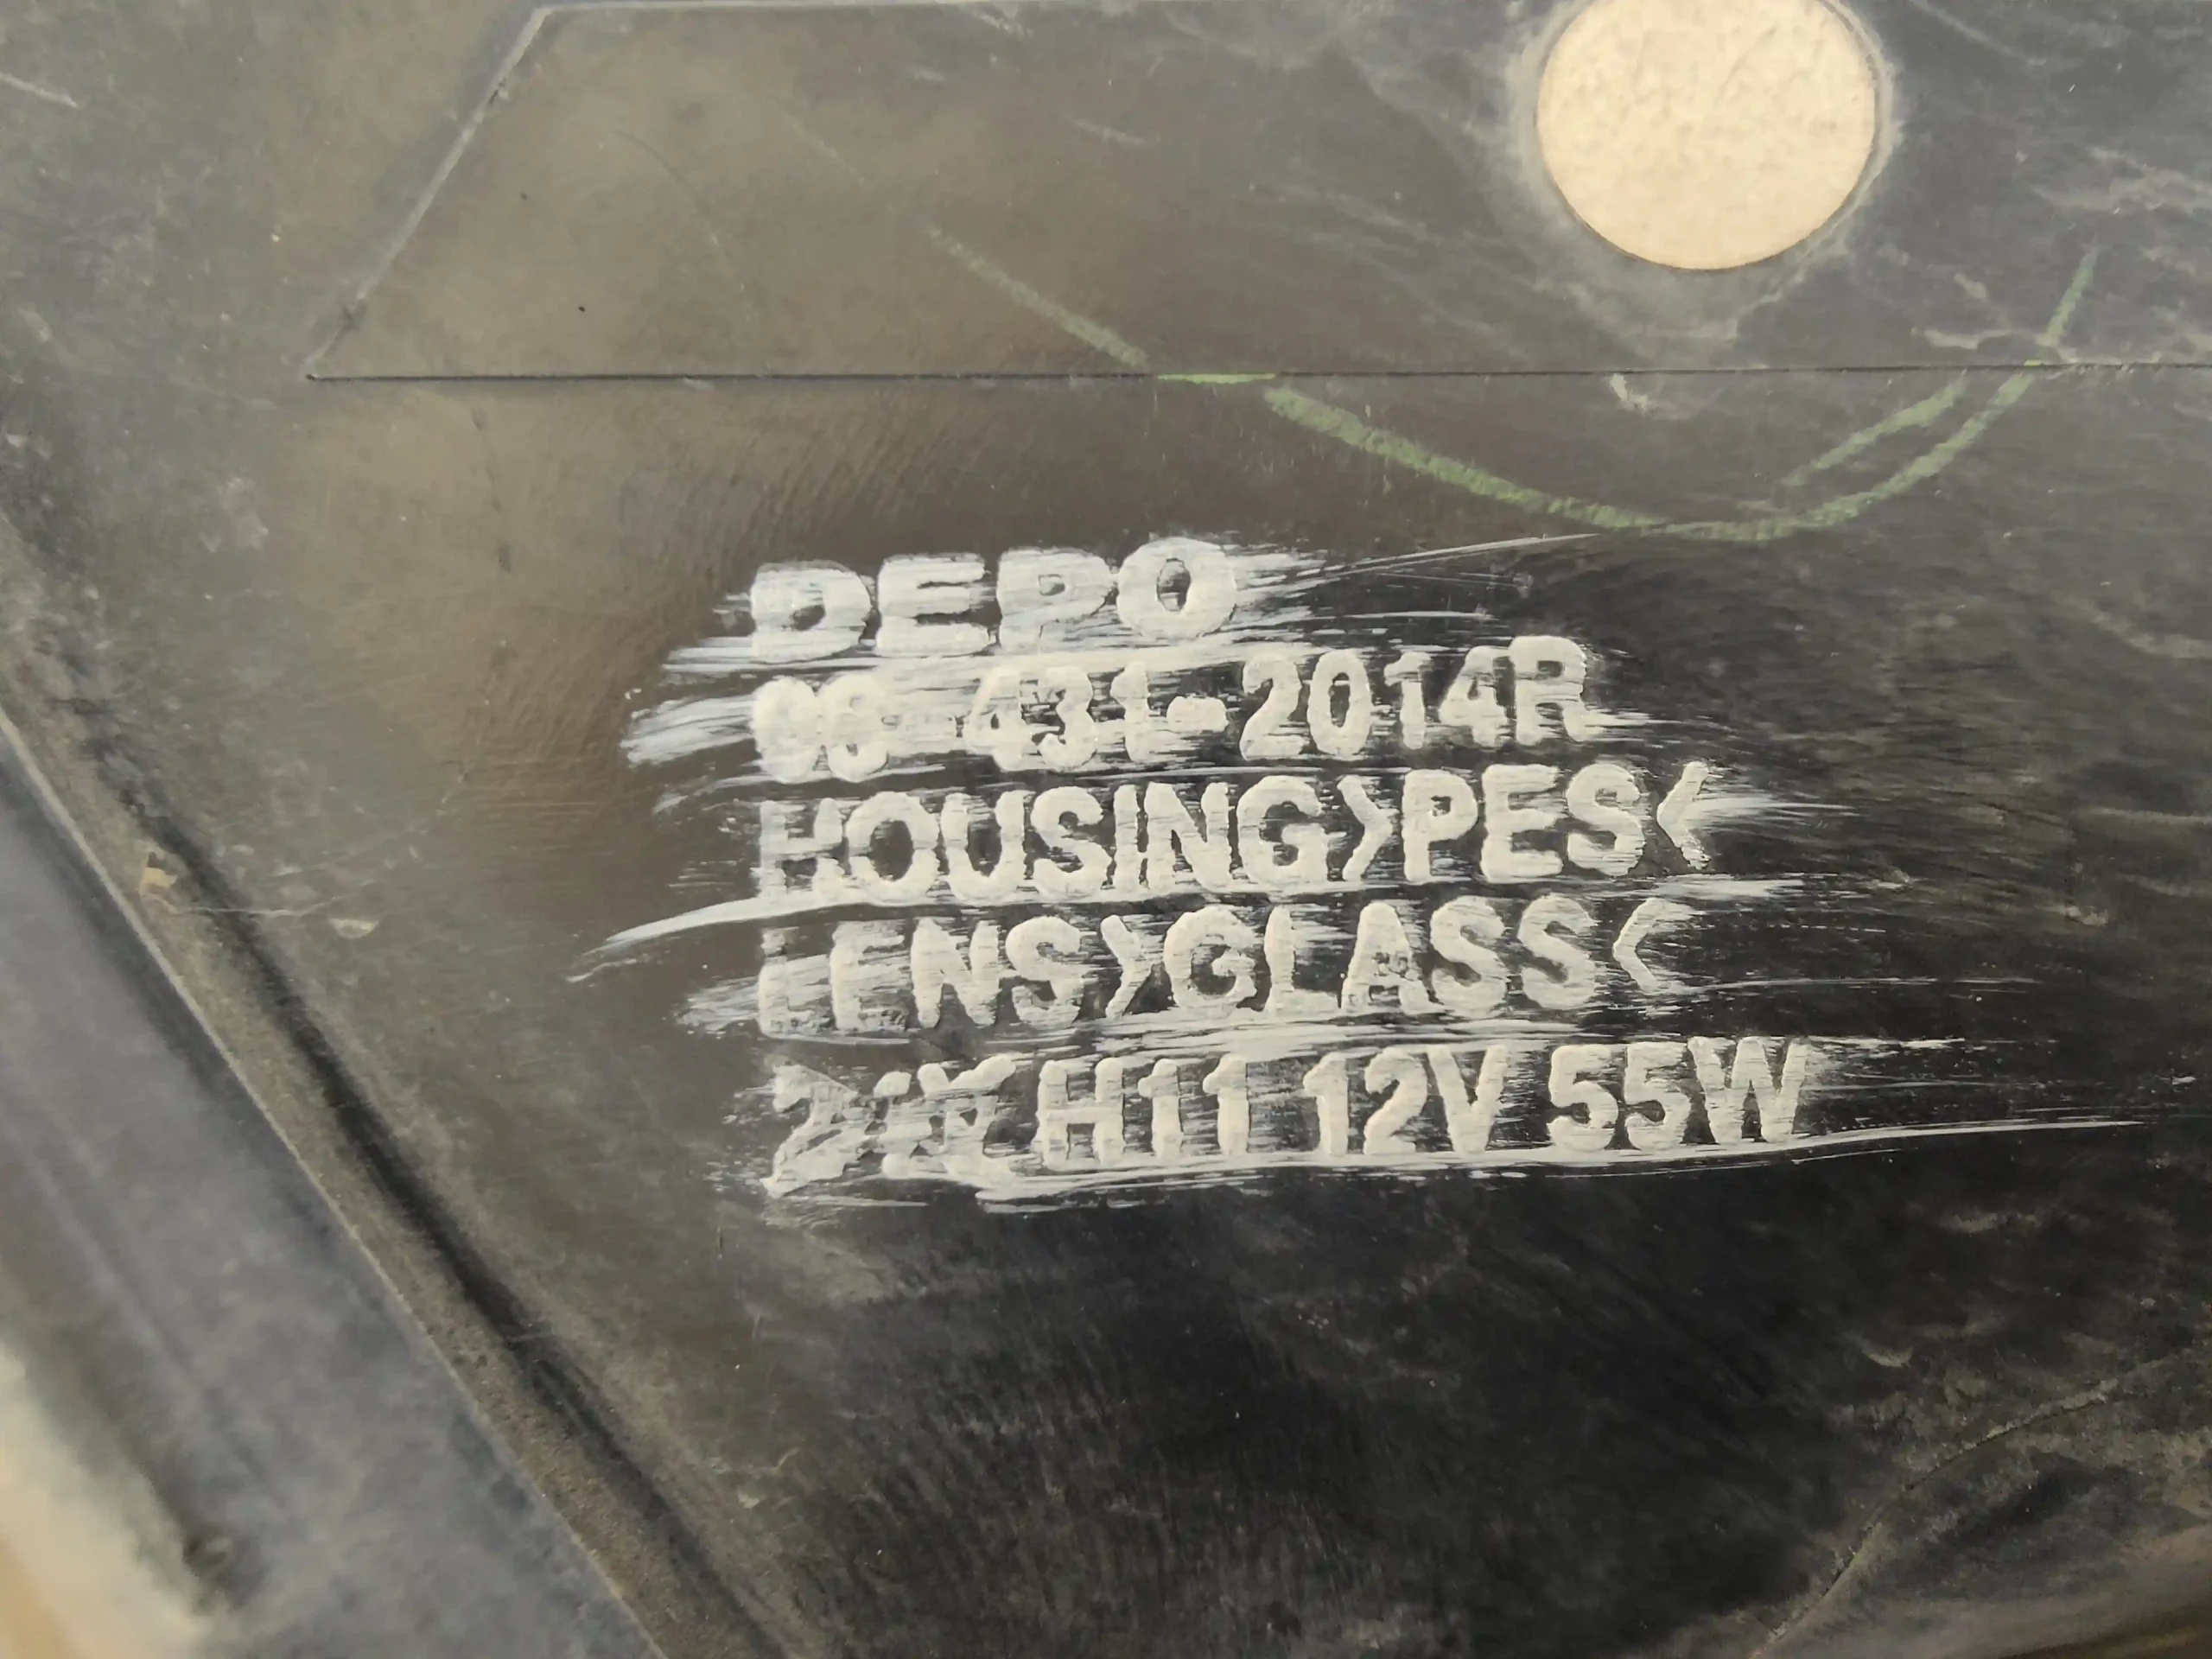 DEPO
431-2014R
HOUSING>PES<
LENS>GLASS<
H11 12V 55W